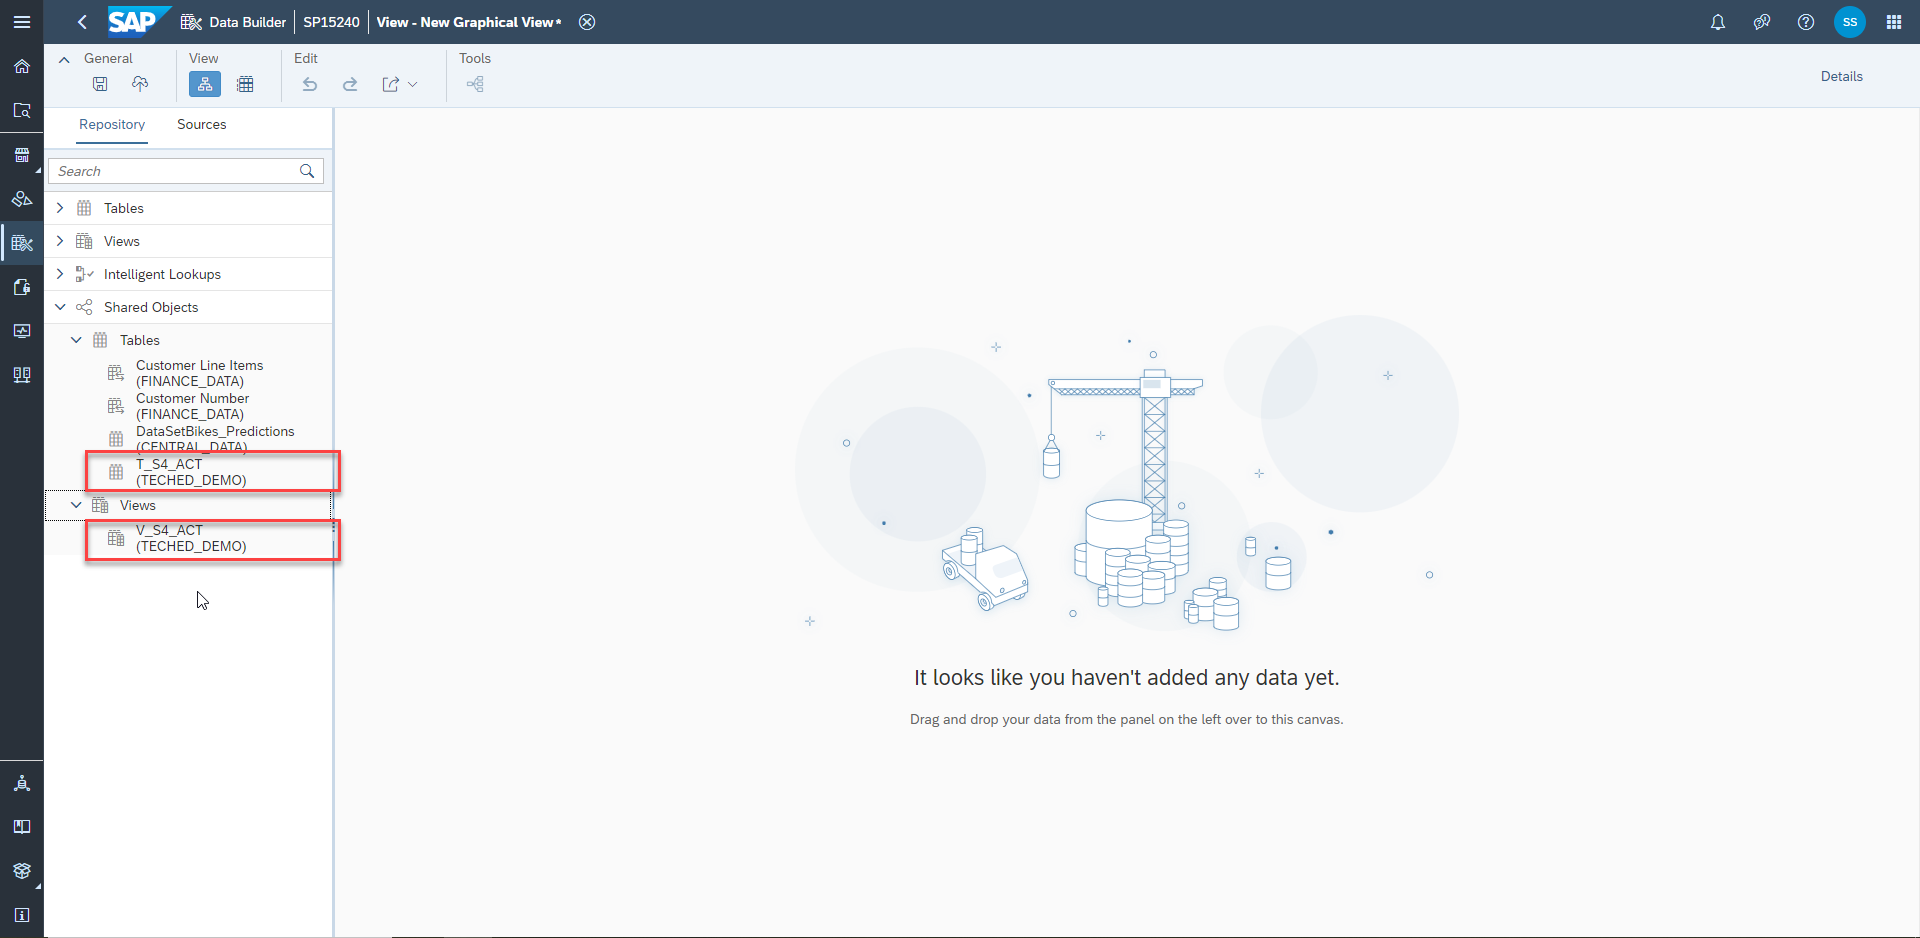 SAP
Data Builder
SP15240
View - New Graphical View*
SS
General
View
Edit
Tools
Details
Repository
Sources
Search
Tables
Views
Intelligent Lookups
Shared Objects
Tables
Customer Line Items
(FINANCE_DATA)
Customer Number
(FINANCE_DATA)
DataSetBikes_Predictions
(CENTRAL_DATA)
T_S4_ACT
(TECHED_DEMO)
Views
V_S4_ACT
(TECHED_DEMO)
It looks like you haven't added any data yet.
Drag and drop your data from the panel on the left over to this canvas.